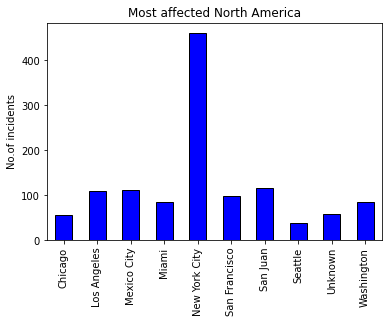 Most affected North America
No.of incidents
400
300
200
100
0
Chicago
Los Angeles
Mexico City
Miami
New York City
San Francisco
San Juan
Seattle
Unknown
Washington